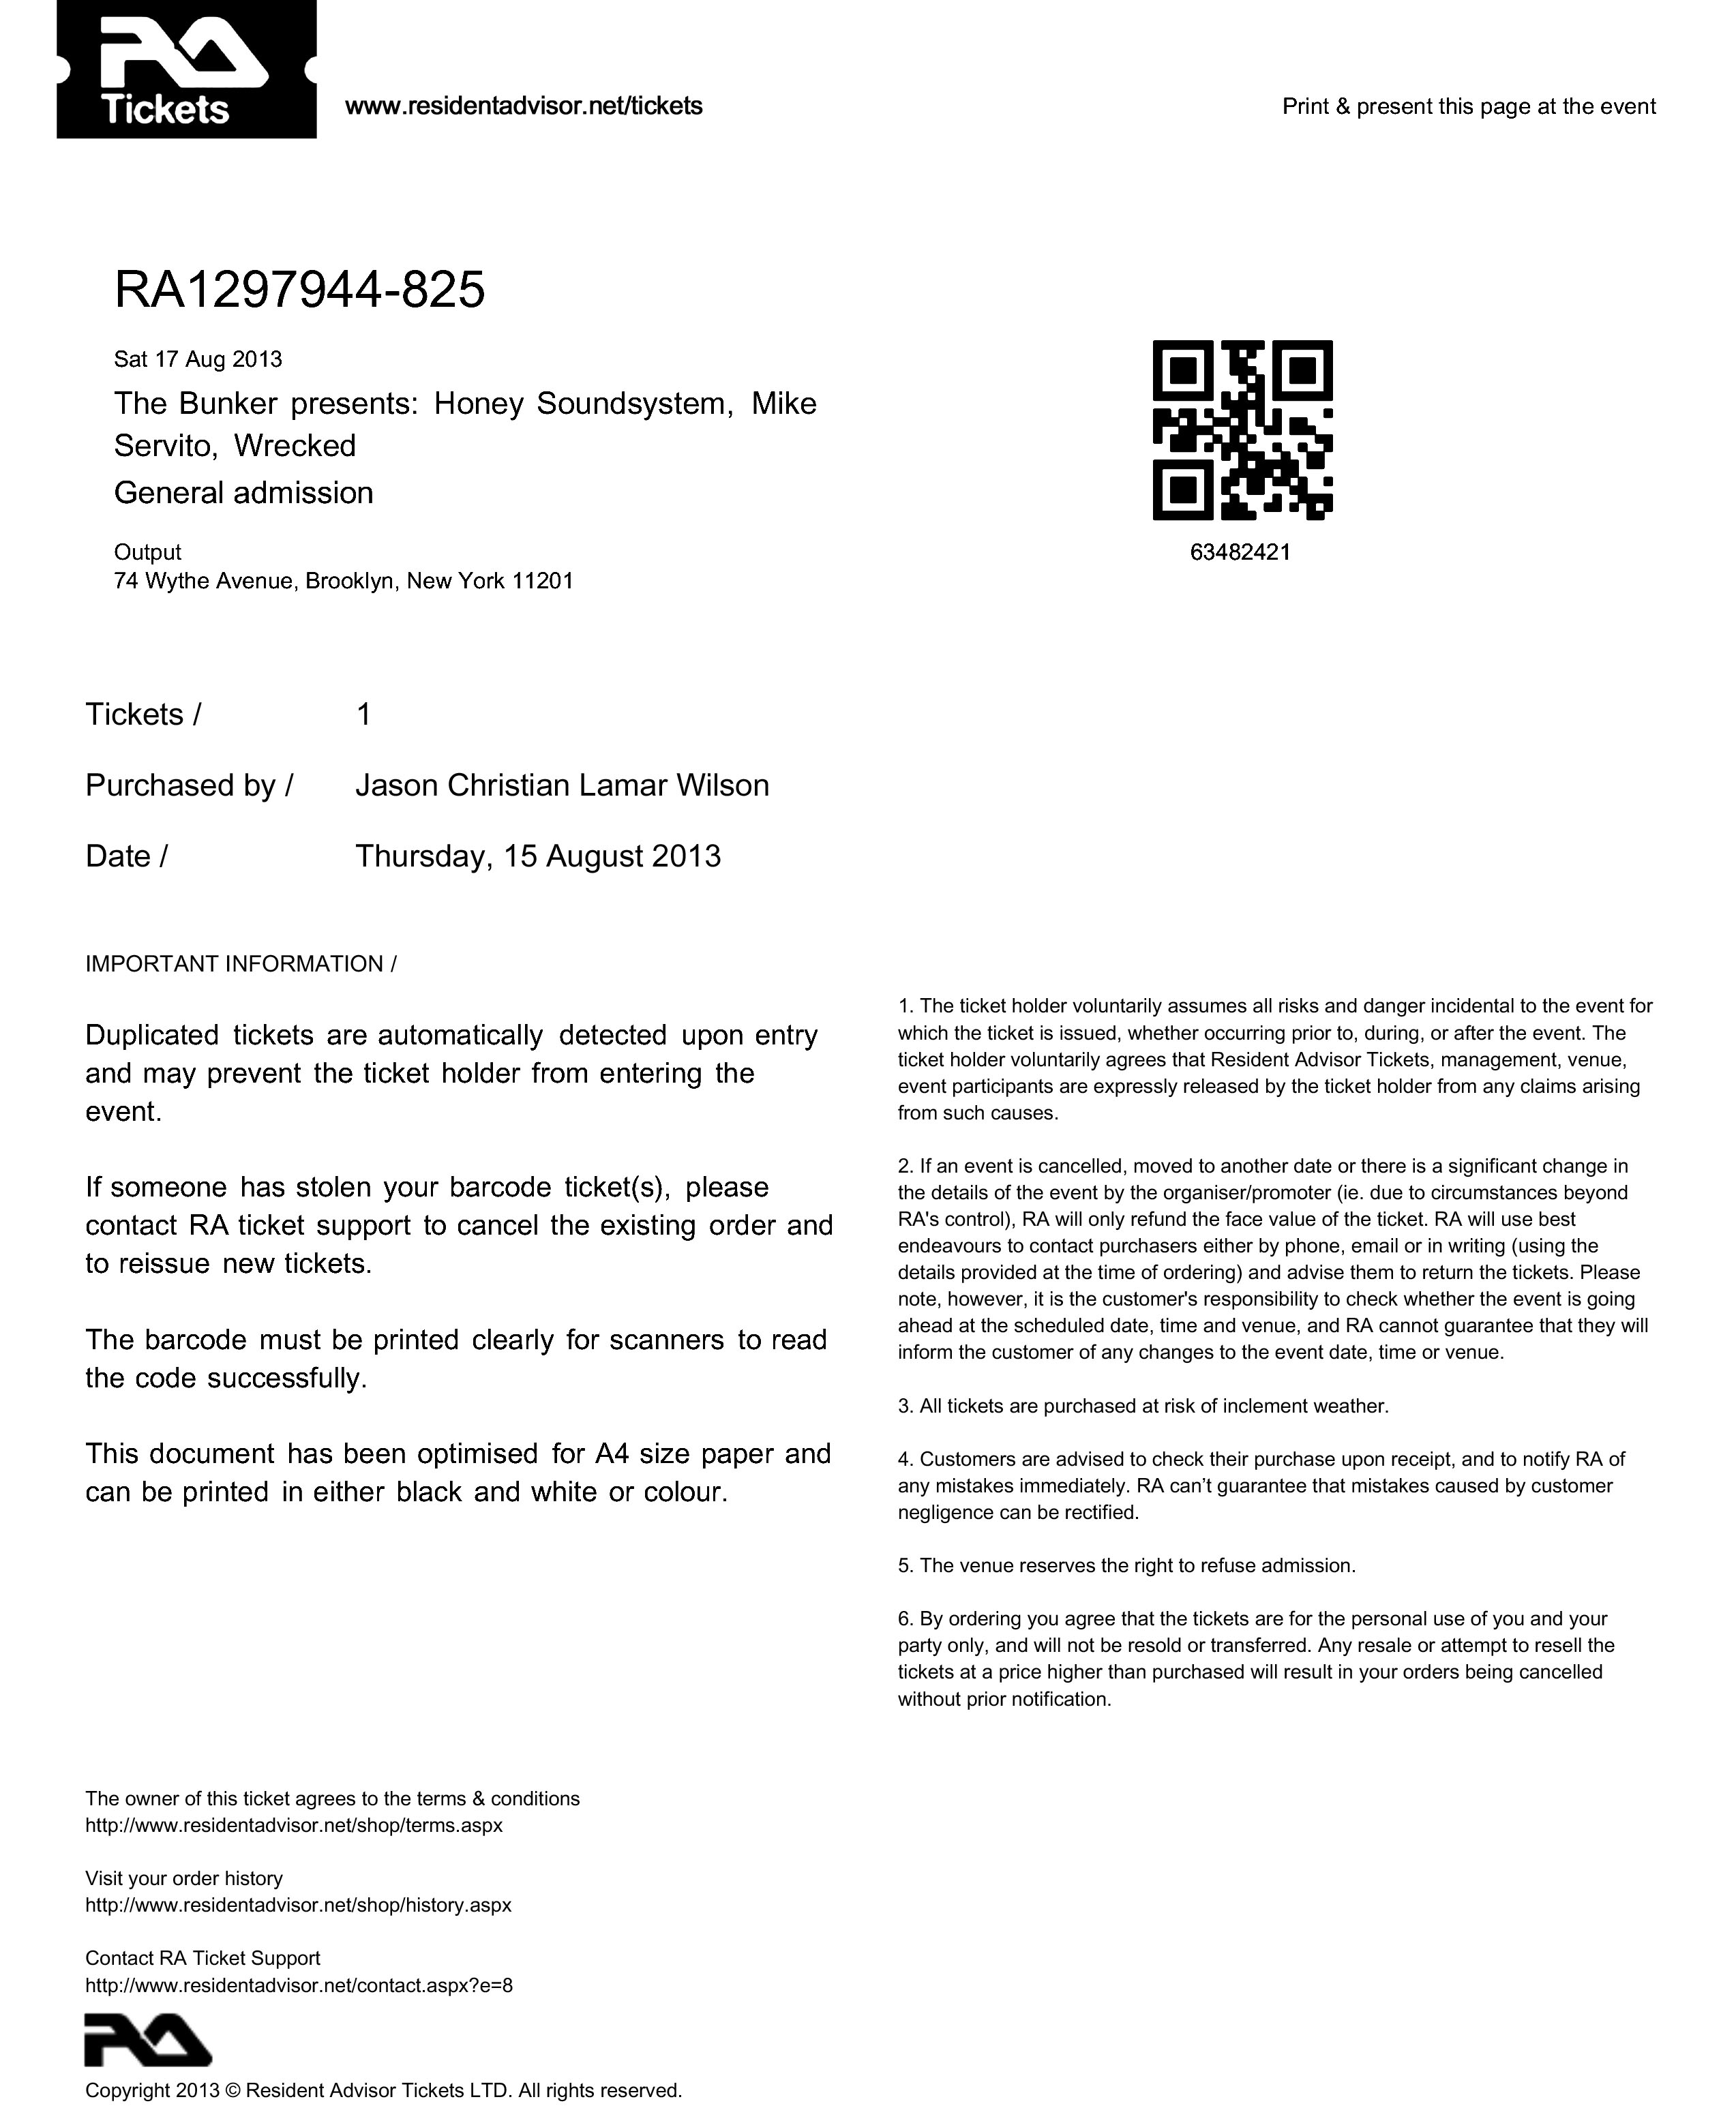 RA
Tickets
www.residentadvisor.net/tickets
Print & present this page at the event
RA1297944-825
Sat 17 Aug 2013
The Bunker presents: Honey Soundsystem, Mike
Servito, Wrecked
General admission
Output
74 Wythe Avenue, Brooklyn, New York 11201
63482421
Tickets / 1
Purchased by / Jason Christian Lamar Wilson
Date / Thursday, 15 August 2013
IMPORTANT INFORMATION /
Duplicated tickets are automatically detected upon entry
and may prevent the ticket holder from entering the
event.
If someone has stolen your barcode ticket(s), please
contact RA ticket support to cancel the existing order and
to reissue new tickets.
The barcode must be printed clearly for scanners to read
the code successfully.
This document has been optimised for A4 size paper and
can be printed in either black and white or colour.
1. The ticket holder voluntarily assumes all risks and danger incidental to the event for
which the ticket is issued, whether occurring prior to, during, or after the event. The
ticket holder voluntarily agrees that Resident Advisor Tickets, management, venue,
event participants are expressly released by the ticket holder from any claims arising
from such causes.
2. If an event is cancelled, moved to another date or there is a significant change in
the details of the event by the organiser/promoter (ie. due to circumstances beyond
RA's control), RA will only refund the face value of the ticket. RA will use best
endeavours to contact purchasers either by phone, email or in writing (using the
details provided at the time of ordering) and advise them to return the tickets. Please
note, however, it is the customer's responsibility to check whether the event is going
ahead at the scheduled date, time and venue, and RA cannot guarantee that they will
inform the customer of any changes to the event date, time or venue.
3. All tickets are purchased at risk of inclement weather.
4. Customers are advised to check their purchase upon receipt, and to notify RA of
any mistakes immediately. RA can’t guarantee that mistakes caused by customer
negligence can be rectified.
5. The venue reserves the right to refuse admission.
6. By ordering you agree that the tickets are for the personal use of you and your
party only, and will not be resold or transferred. Any resale or attempt to resell the
tickets at a price higher than purchased will result in your orders being cancelled
without prior notification.
The owner of this ticket agrees to the terms & conditions
http://www.residentadvisor.net/shop/terms.aspx
Visit your order history
http://www.residentadvisor.net/shop/history.aspx
Contact RA Ticket Support
http://www.residentadvisor.net/contact.aspx?e=8
RA
Copyright 2013 © Resident Advisor Tickets LTD. All rights reserved.